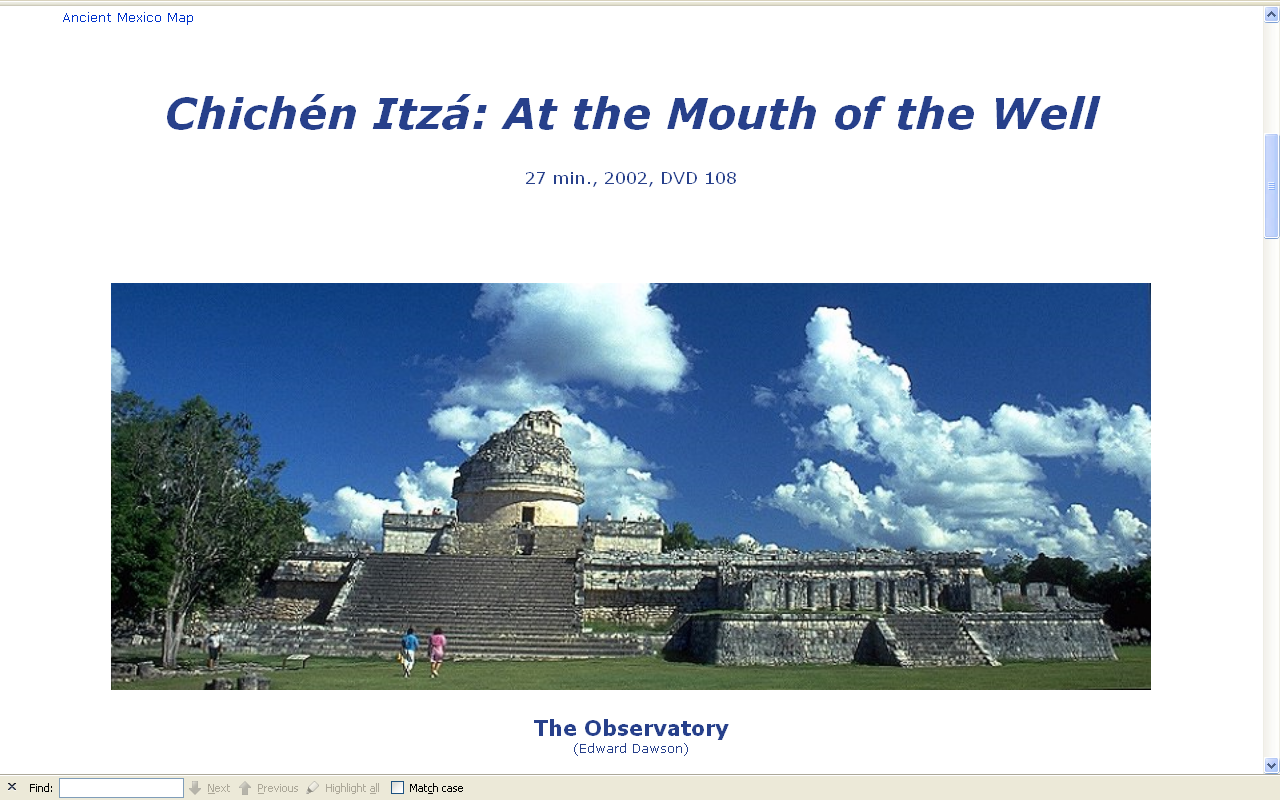 Ancient Mexico Map
Chichén Itzá: At the Mouth of the Well
27 min., 2002, DVD 108
The Observatory
(Edward Dawson)
Find: Next Previous Highlight all Match case